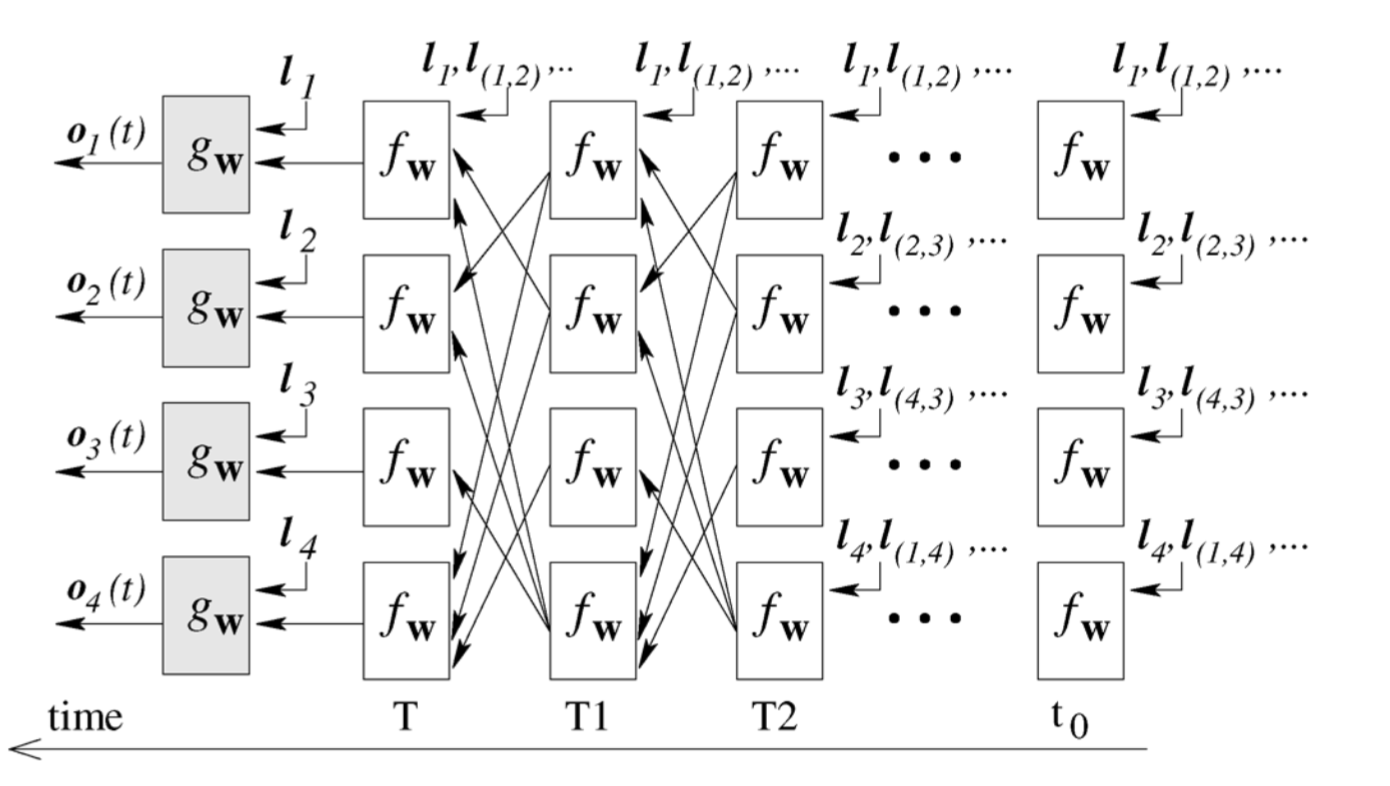 l1 l1,l(1,2),.. l1,l(1,2),... l1,l(1,2),... l1,l(1,2),...
o1(t) gw fw fw fw ... fw
l2 l2,l(2,3),... l2,l(2,3),...
o2(t) gw fw fw fw ... fw
l3 l3,l(4,3),... l3,l(4,3),...
o3(t) gw fw fw fw ... fw
l4 l4,l(1,4),... l4,l(1,4),...
o4(t) gw fw fw fw ... fw
time T T1 T2 t0